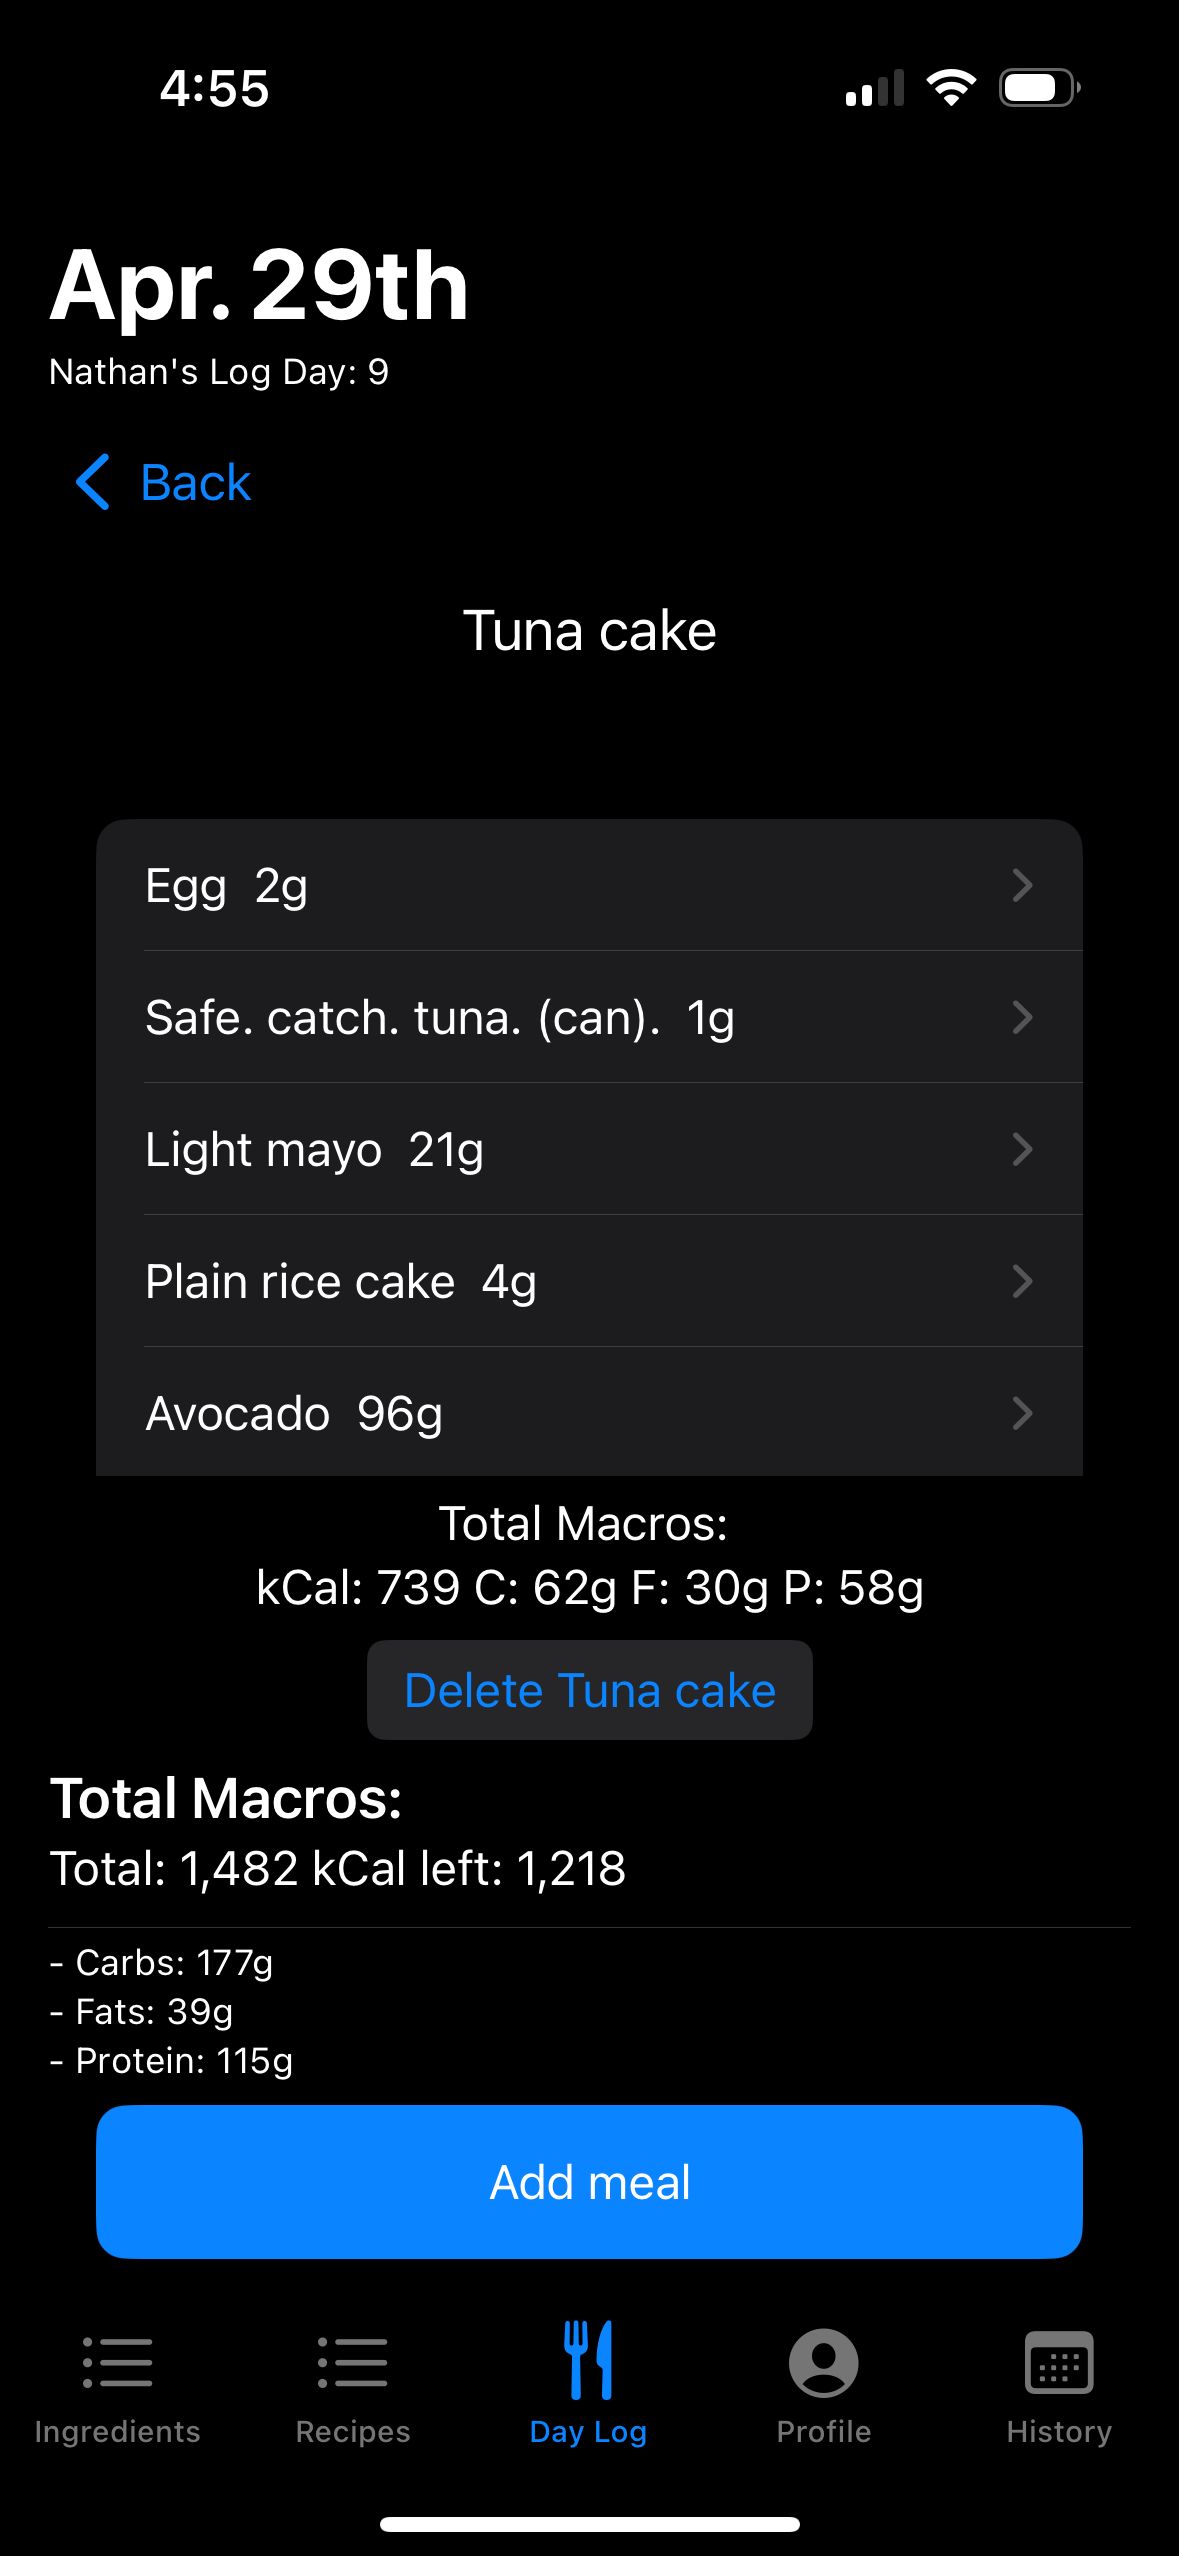 4:55
Apr. 29th
Nathan's Log Day: 9
Back
Tuna cake
Egg 2g
Safe. catch. tuna. (can). 1g
Light mayo 21g
Plain rice cake 4g
Avocado 96g
Total Macros:
kCal: 739 C: 62g F: 30g P: 58g
Delete Tuna cake
Total Macros:
Total: 1,482 kCal left: 1,218
- Carbs: 177g
- Fats: 39g
- Protein: 115g
Add meal
Ingredients Recipes Day Log Profile History